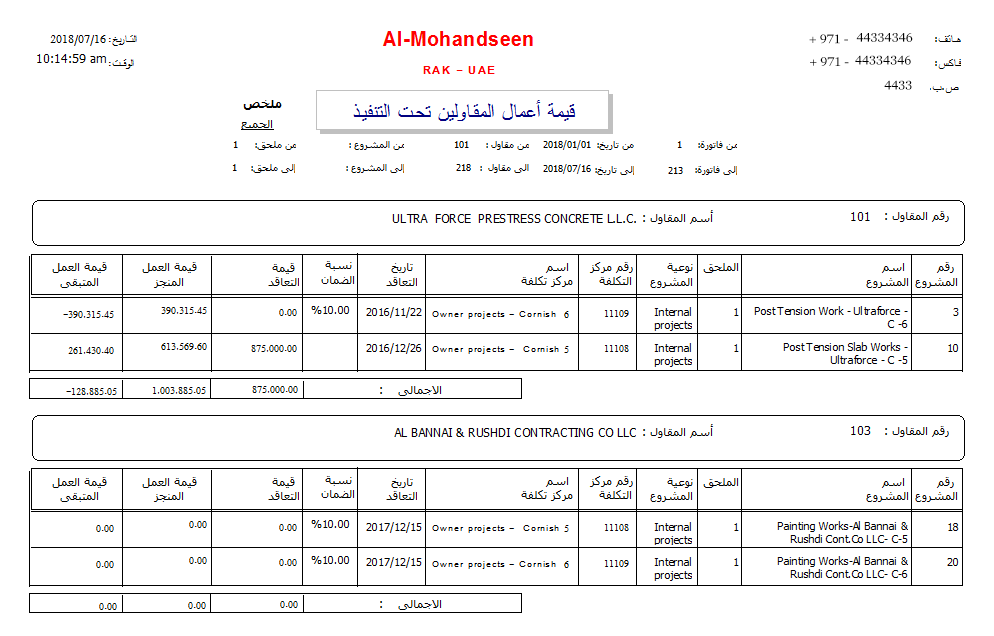 التاريخ: 2018/07/16
Al-Mohandseen
هاتف: + 971 - 44334346
الوقت: 10:14:59 am
RAK – UAE
فاكس: + 971 - 44334346
ص.ب. 4433
ملخص
الجميع
قيمة أعمال المقاولين تحت التنفيذ
من فاتورة: 1 من تاريخ: 2018/01/01 من مقاول : 101 من المشروع : من ملحق: 1
إلى فاتورة: 213 إلى تاريخ: 2018/07/16 الى مقاول : 218 إلى المشروع : إلى ملحق: 1
رقم المقاول : 101 أسم المقاول : ULTRA FORCE PRESTRESS CONCRETE L.L.C.
رقم المشروع اسم المشروع الملحق نوعية المشروع رقم مركز التكلفة اسم مركز تكلفة تاريخ التعاقد نسبة الضمان قيمة التعاقد قيمة العمل المنجز قيمة العمل المتبقى
3 Post Tension Work - Ultraforce - C -6 1 Internal projects 11109 Owner projects – Cornish 6 2016/11/22 %10.00 0.00 390.315.45 −390.315.45
10 Post Tension Slab Works - Ultraforce - C -5 1 Internal projects 11108 Owner projects – Cornish 5 2016/12/26 875.000.00 613.569.60 261.430.40
الاجمالى : 875.000.00 1.003.885.05 −128.885.05
رقم المقاول : 103 أسم المقاول : AL BANNAI & RUSHDI CONTRACTING CO LLC
رقم المشروع اسم المشروع الملحق نوعية المشروع رقم مركز التكلفة اسم مركز تكلفة تاريخ التعاقد نسبة الضمان قيمة التعاقد قيمة العمل المنجز قيمة العمل المتبقى
18 Painting Works-Al Bannai & Rushdi Cont.Co LLC- C-5 1 Internal projects 11108 Owner projects – Cornish 5 2017/12/15 %10.00 0.00 0.00 0.00
20 Painting Works-Al Bannai & Rushdi Cont.Co LLC- C-6 1 Internal projects 11109 Owner projects – Cornish 6 2017/12/15 %10.00 0.00 0.00 0.00
الاجمالى : 0.00 0.00 0.00